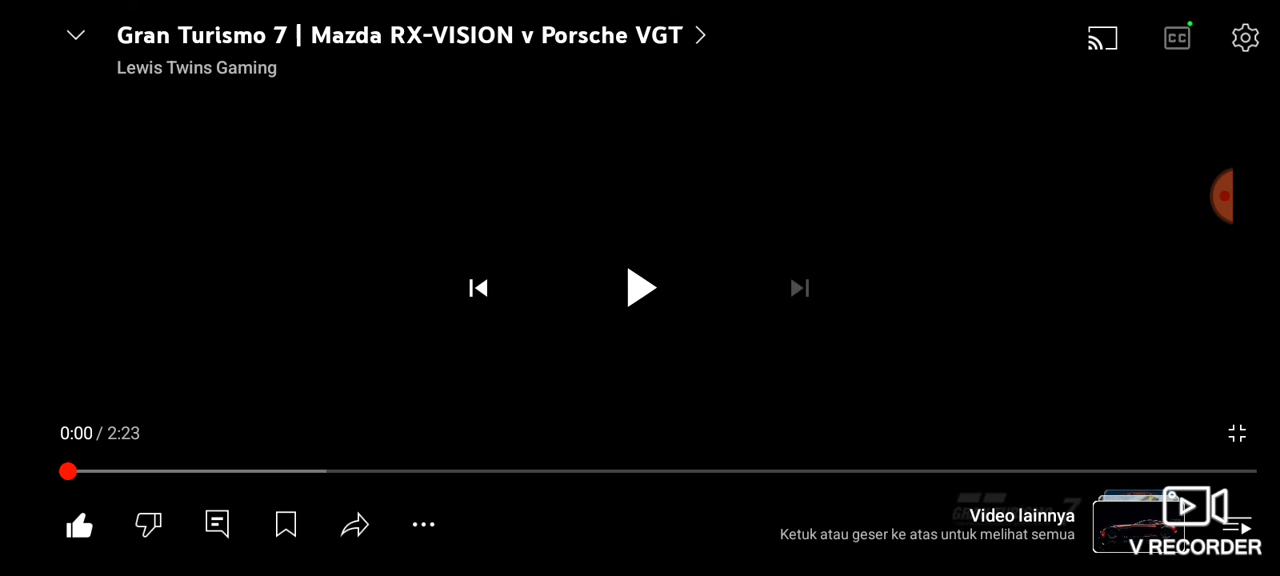 Gran Turismo 7 | Mazda RX-VISION v Porsche VGT
Lewis Twins Gaming
CC
0:00 / 2:23
Video lainnya
Ketuk atau geser ke atas untuk melihat semua
V RECORDER